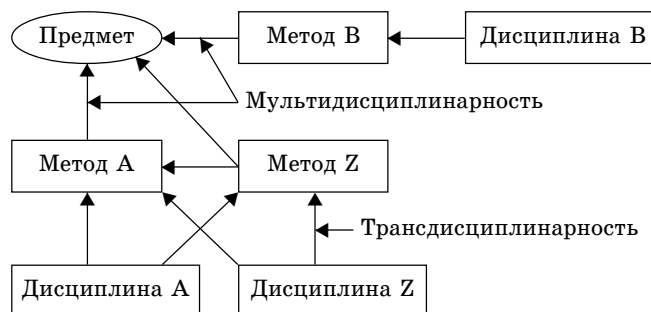 Предмет
Метод B
Дисциплина B
Мультидисциплинарность
Метод A
Метод Z
Трансдисциплинарность
Дисциплина A
Дисциплина Z